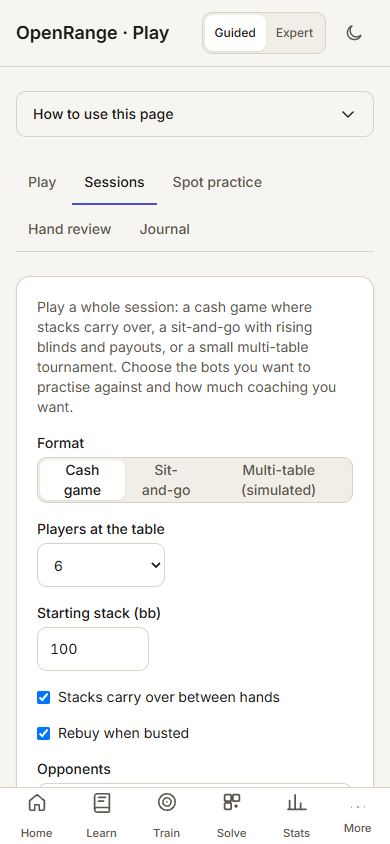 OpenRange · Play
Guided
Expert
How to use this page
Play
Sessions
Spot practice
Hand review
Journal
Play a whole session: a cash game where
stacks carry over, a sit-and-go with rising
blinds and payouts, or a small multi-table
tournament. Choose the bots you want to
practise against and how much coaching you
want.
Format
Cash
game
Sit-
and-go
Multi-table
(simulated)
Players at the table
6
Starting stack (bb)
100
Stacks carry over between hands
Rebuy when busted
Opponents
Home
Learn
Train
Solve
Stats
More